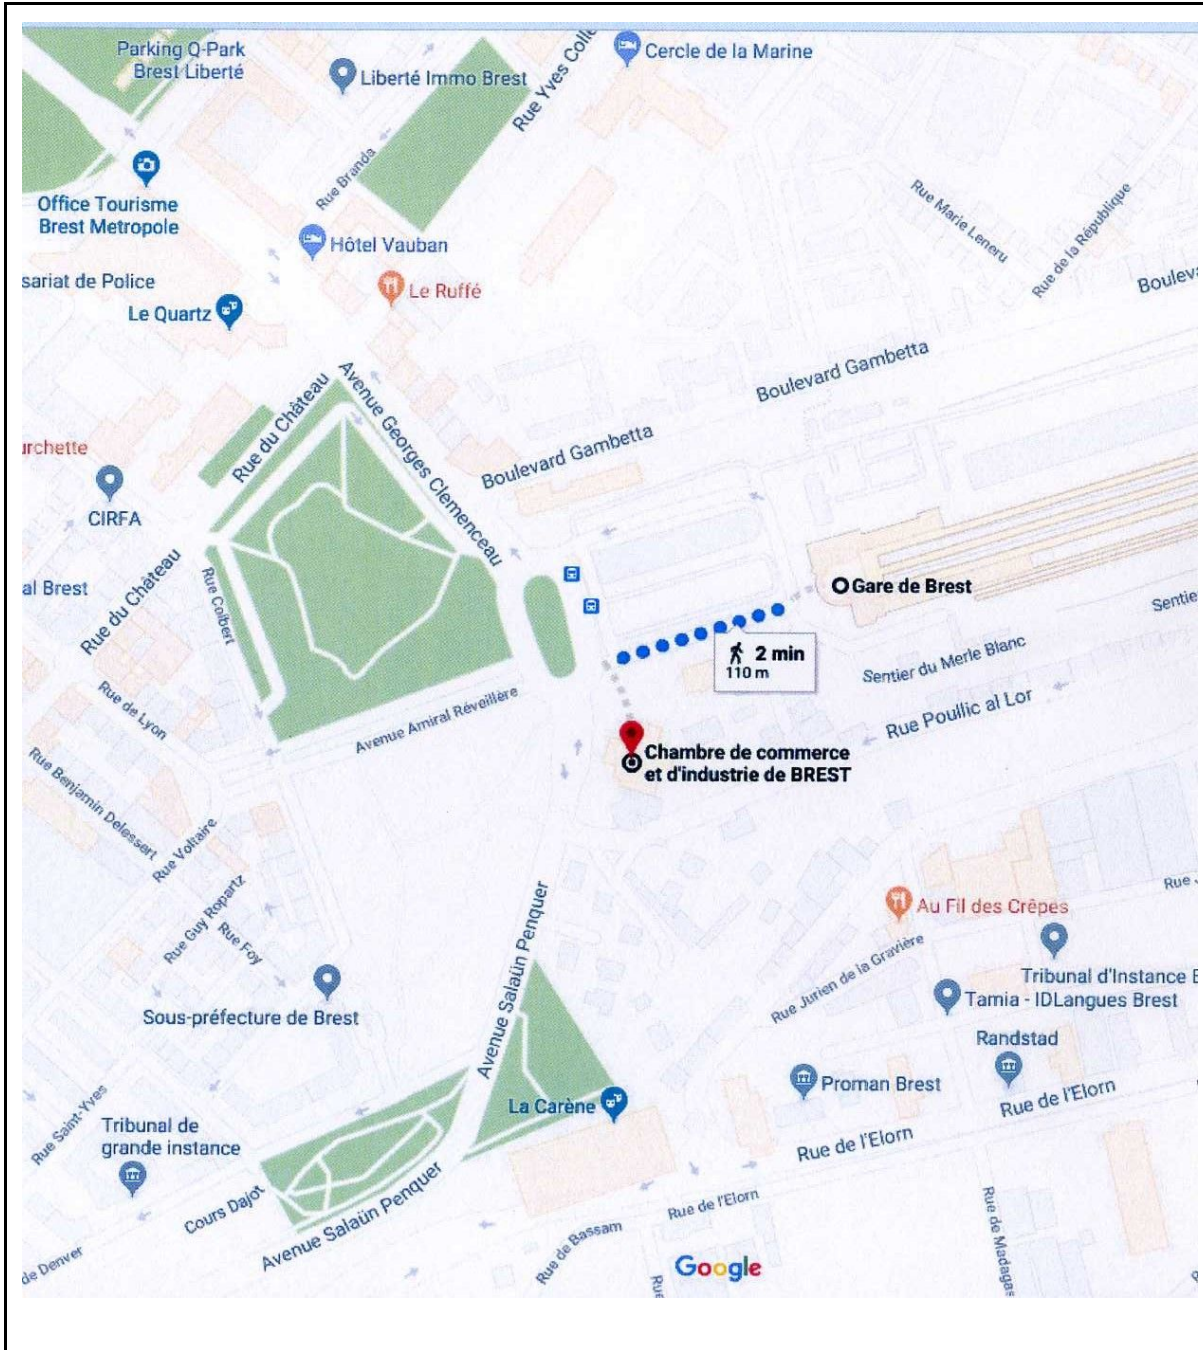 Parking Q-Park
Brest Liberté
Liberté Immo Brest
Rue Yves Colle
Cercle de la Marine
Office Tourisme
Brest Metropole
Rue Branda
Hôtel Vauban
Rue Marie Leneru
Rue de la République
sariat de Police
Le Quartz
Le Ruffé
Bouleva
Boulevard Gambetta
Rue du Château
Avenue Georges Clemenceau
Boulevard Gambetta
urchette
CIRFA
al Brest
Rue du Château
Rue Colbert
Gare de Brest
Sentie
2 min
110 m
Sentier du Merle Blanc
Rue Poullic al Lor
Rue de Lyon
Avenue Amiral Réveillère
Chambre de commerce
et d'industrie de BREST
Rue Benjamin Delessert
Rue Voltaire
Rue Guy Ropartz
Rue Foy
Avenue Salaün Penquer
Au Fil des Crêpes
Rue J
Rue Jurien de la Gravière
Tribunal d'Instance B
Tamia - IDLangues Brest
Sous-préfecture de Brest
Randstad
Proman Brest
Rue de l'Elorn
La Carène
Rue Saint-Yves
Tribunal de
grande instance
Rue de l'Elorn
Cours Dajot
Avenue Salaün Penquer
Rue de l'Elorn
Rue de Bassam
Rue de Madagas
de Denver
Google
Rue